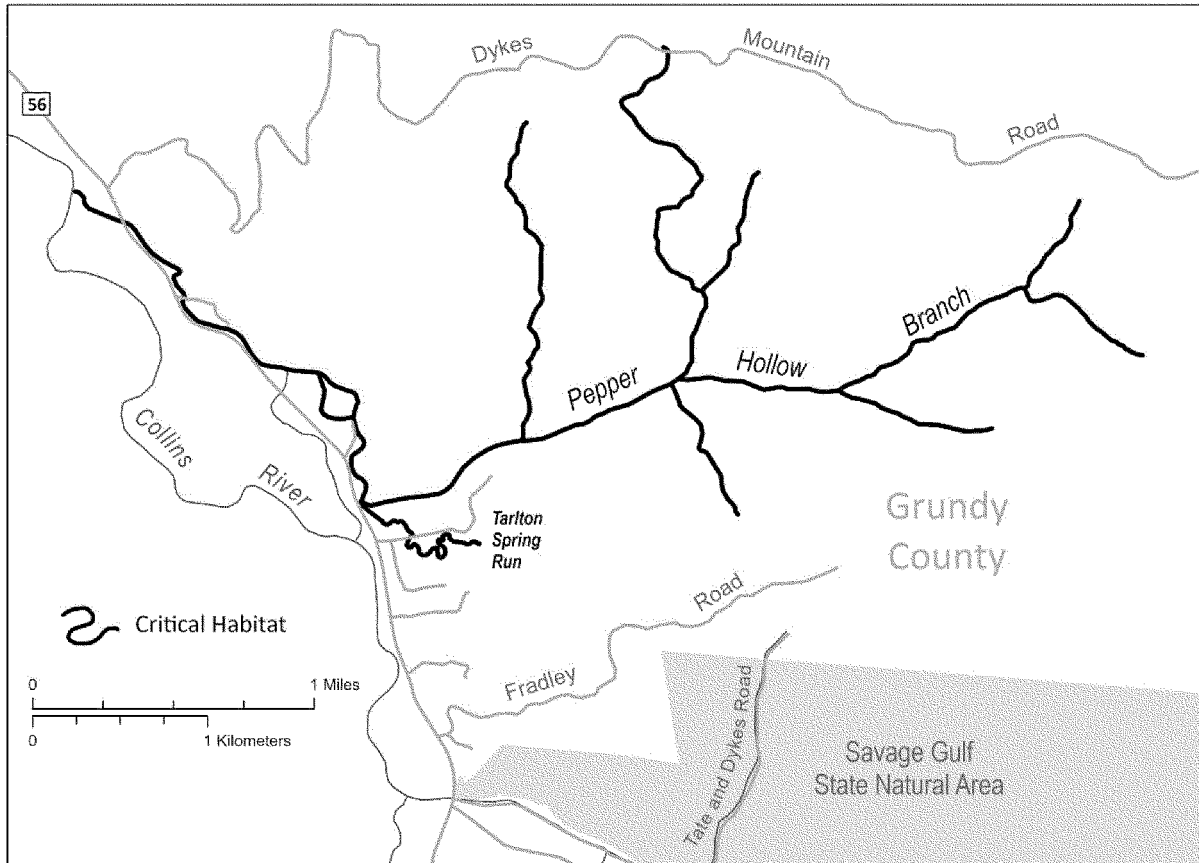 Dykes Mountain Road
56
Branch
Hollow
Pepper
Collins River
Tarlton
Spring
Run
Grundy
County
Critical Habitat
Fradley Road
0 1 Miles
0 1 Kilometers
Tate and Dykes Road
Savage Gulf
State Natural Area